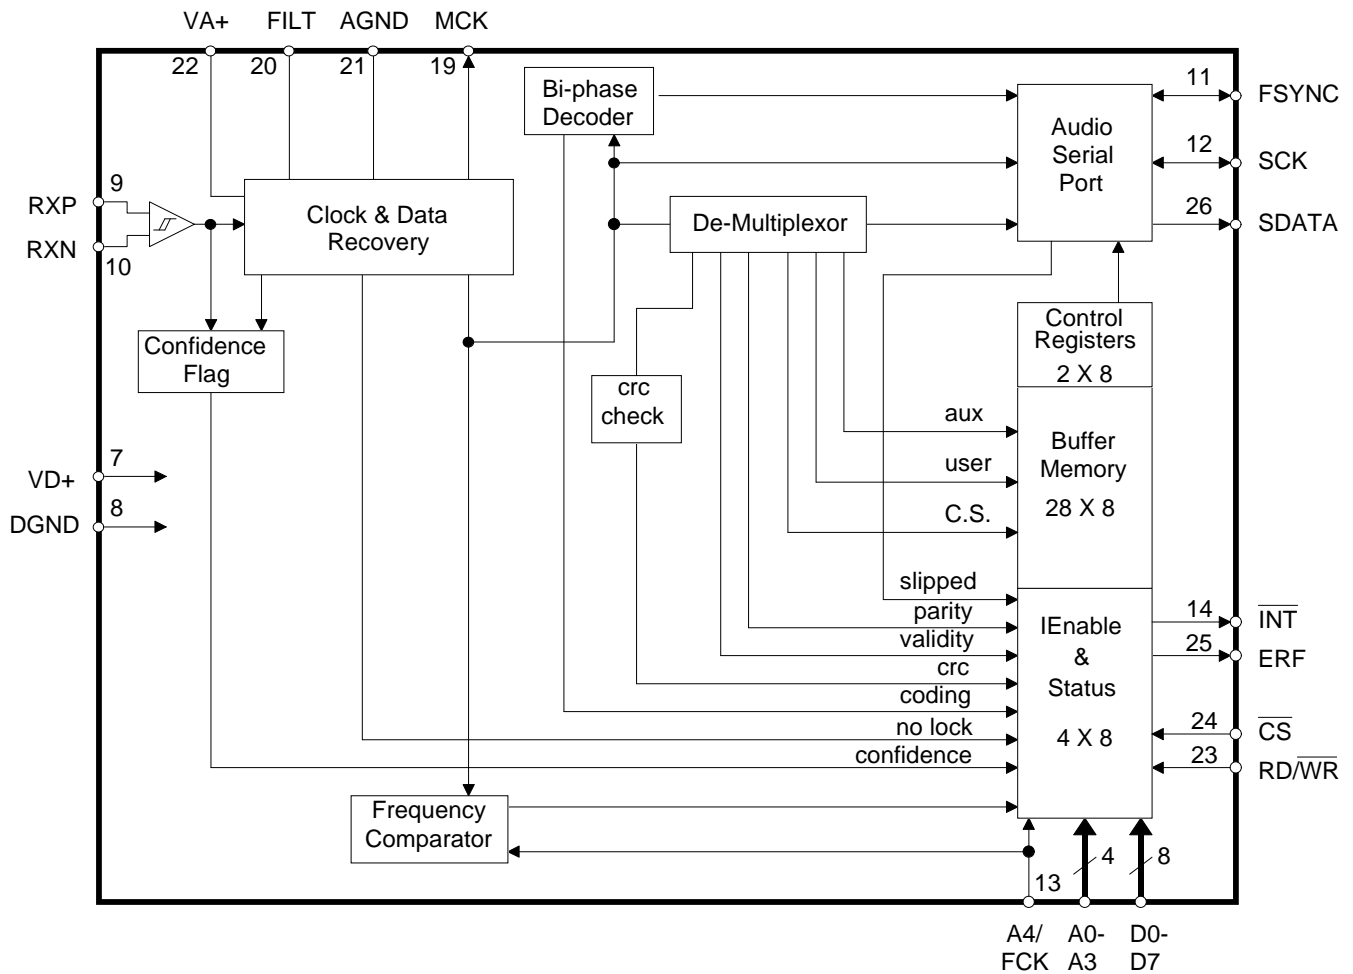 VA+ FILT AGND MCK
22 20 21 19
Bi-phase
Decoder
11
FSYNC
Audio
Serial
Port
12
SCK
9
RXP
RXN
10
Clock & Data
Recovery
De-Multiplexor
26
SDATA
Confidence
Flag
Control
Registers
2 X 8
crc
check
aux
user
C.S.
Buffer
Memory
28 X 8
7
VD+
8
DGND
slipped
parity
validity
crc
coding
no lock
confidence
IEnable
&
Status
4 X 8
14
INT
25
ERF
24
CS
23
RD/WR
Frequency
Comparator
13
4
8
A4/
FCK
A0-
A3
D0-
D7